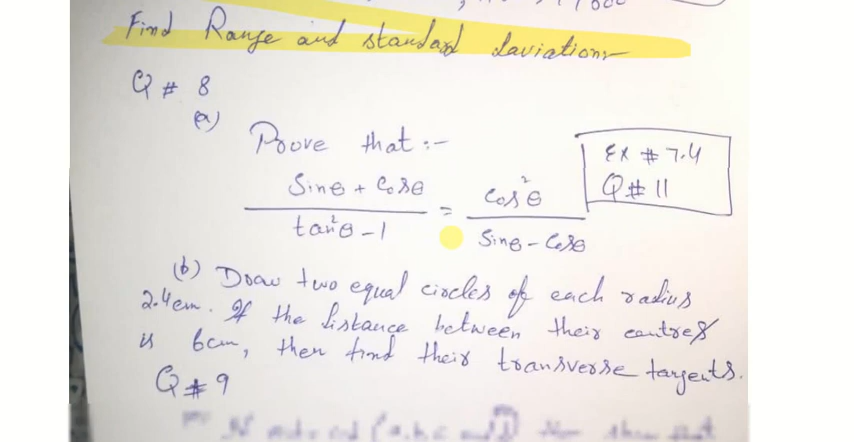 Find Range and standard daviation
Q # 8
(a)
Prove that :-
Ex # 7.4
Q # 11
Sinθ + Cosθ / tan²θ - 1 = Cos²θ / Sinθ - Cosθ
(b) Draw two equal circles of each radius
2.4cm. If the distance between their centres
is 6cm, then find their transverse tangents.
Q # 9